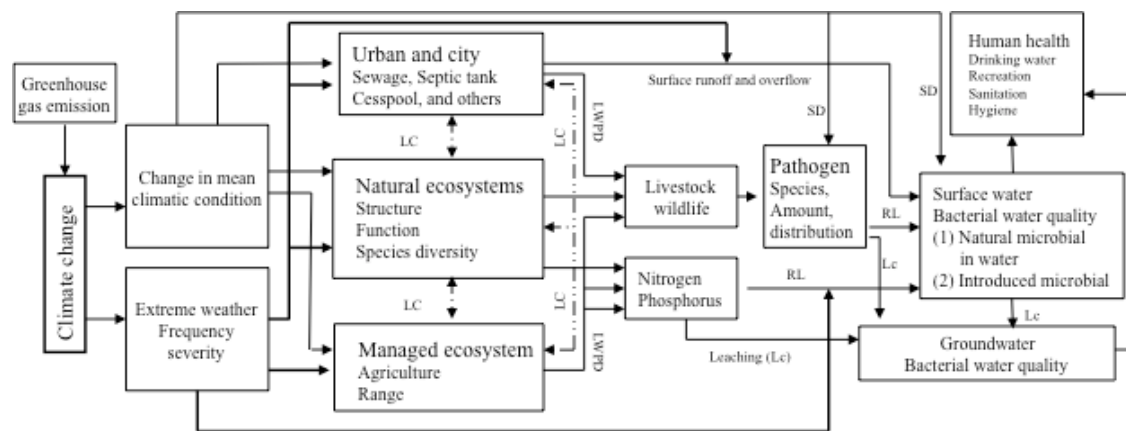 Greenhouse
gas emission
Climate change
Change in mean
climatic condition
Extreme weather
Frequency
severity
Urban and city
Sewage, Septic tank
Cesspool, and others
LC
Natural ecosystems
Structure
Function
Species diversity
LC
Managed ecosystem
Agriculture
Range
LC
LWPD
LC
LWPD
Surface runoff and overflow
Livestock
wildlife
Nitrogen
Phosphorus
SD
Pathogen
Species,
Amount,
distribution
RL
Lc
RL
Leaching (Lc)
SD
Human health
Drinking water
Recreation
Sanitation
Hygiene
Surface water
Bacterial water quality
(1) Natural microbial
in water
(2) Introduced microbial
Lc
Groundwater
Bacterial water quality